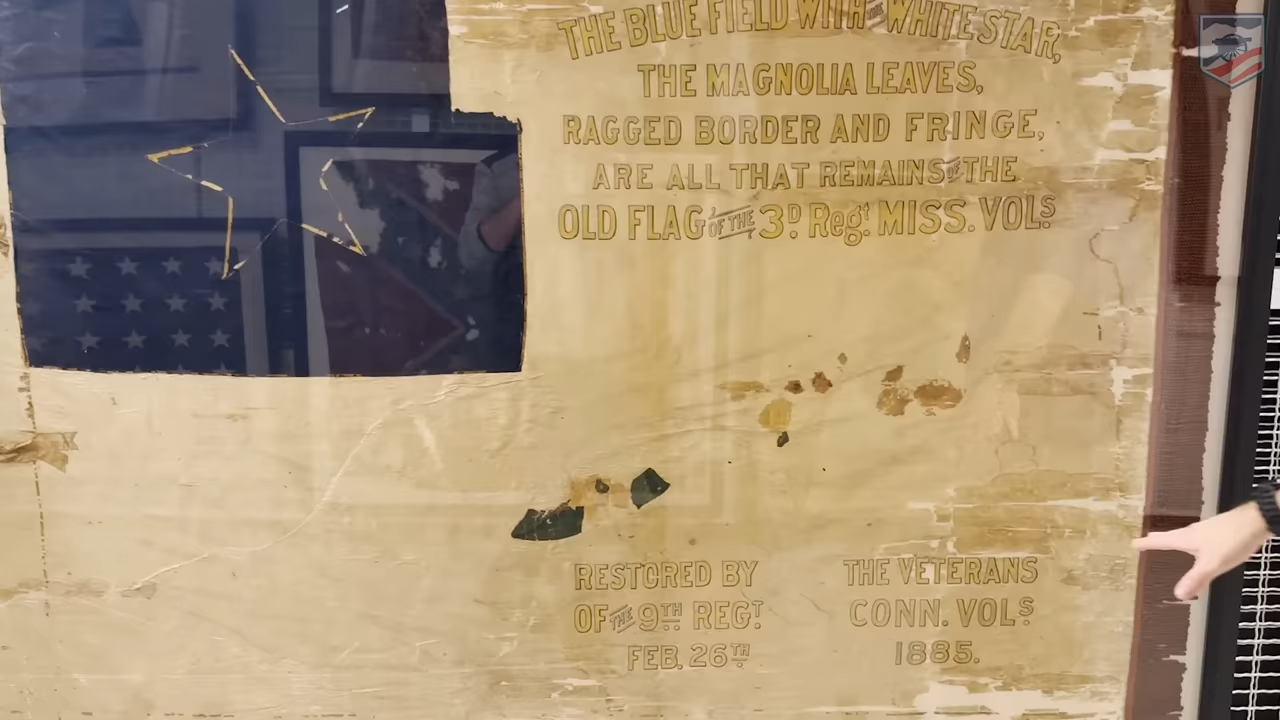 THE BLUE FIELD WITH THE WHITE STAR,
THE MAGNOLIA LEAVES,
RAGGED BORDER AND FRINGE,
ARE ALL THAT REMAINS OF THE
OLD FLAG OF THE 3D Regt. MISS. VOLS
RESTORED BY THE VETERANS
OF THE 9TH REGT. CONN. VOLS
FEB. 26TH 1885.